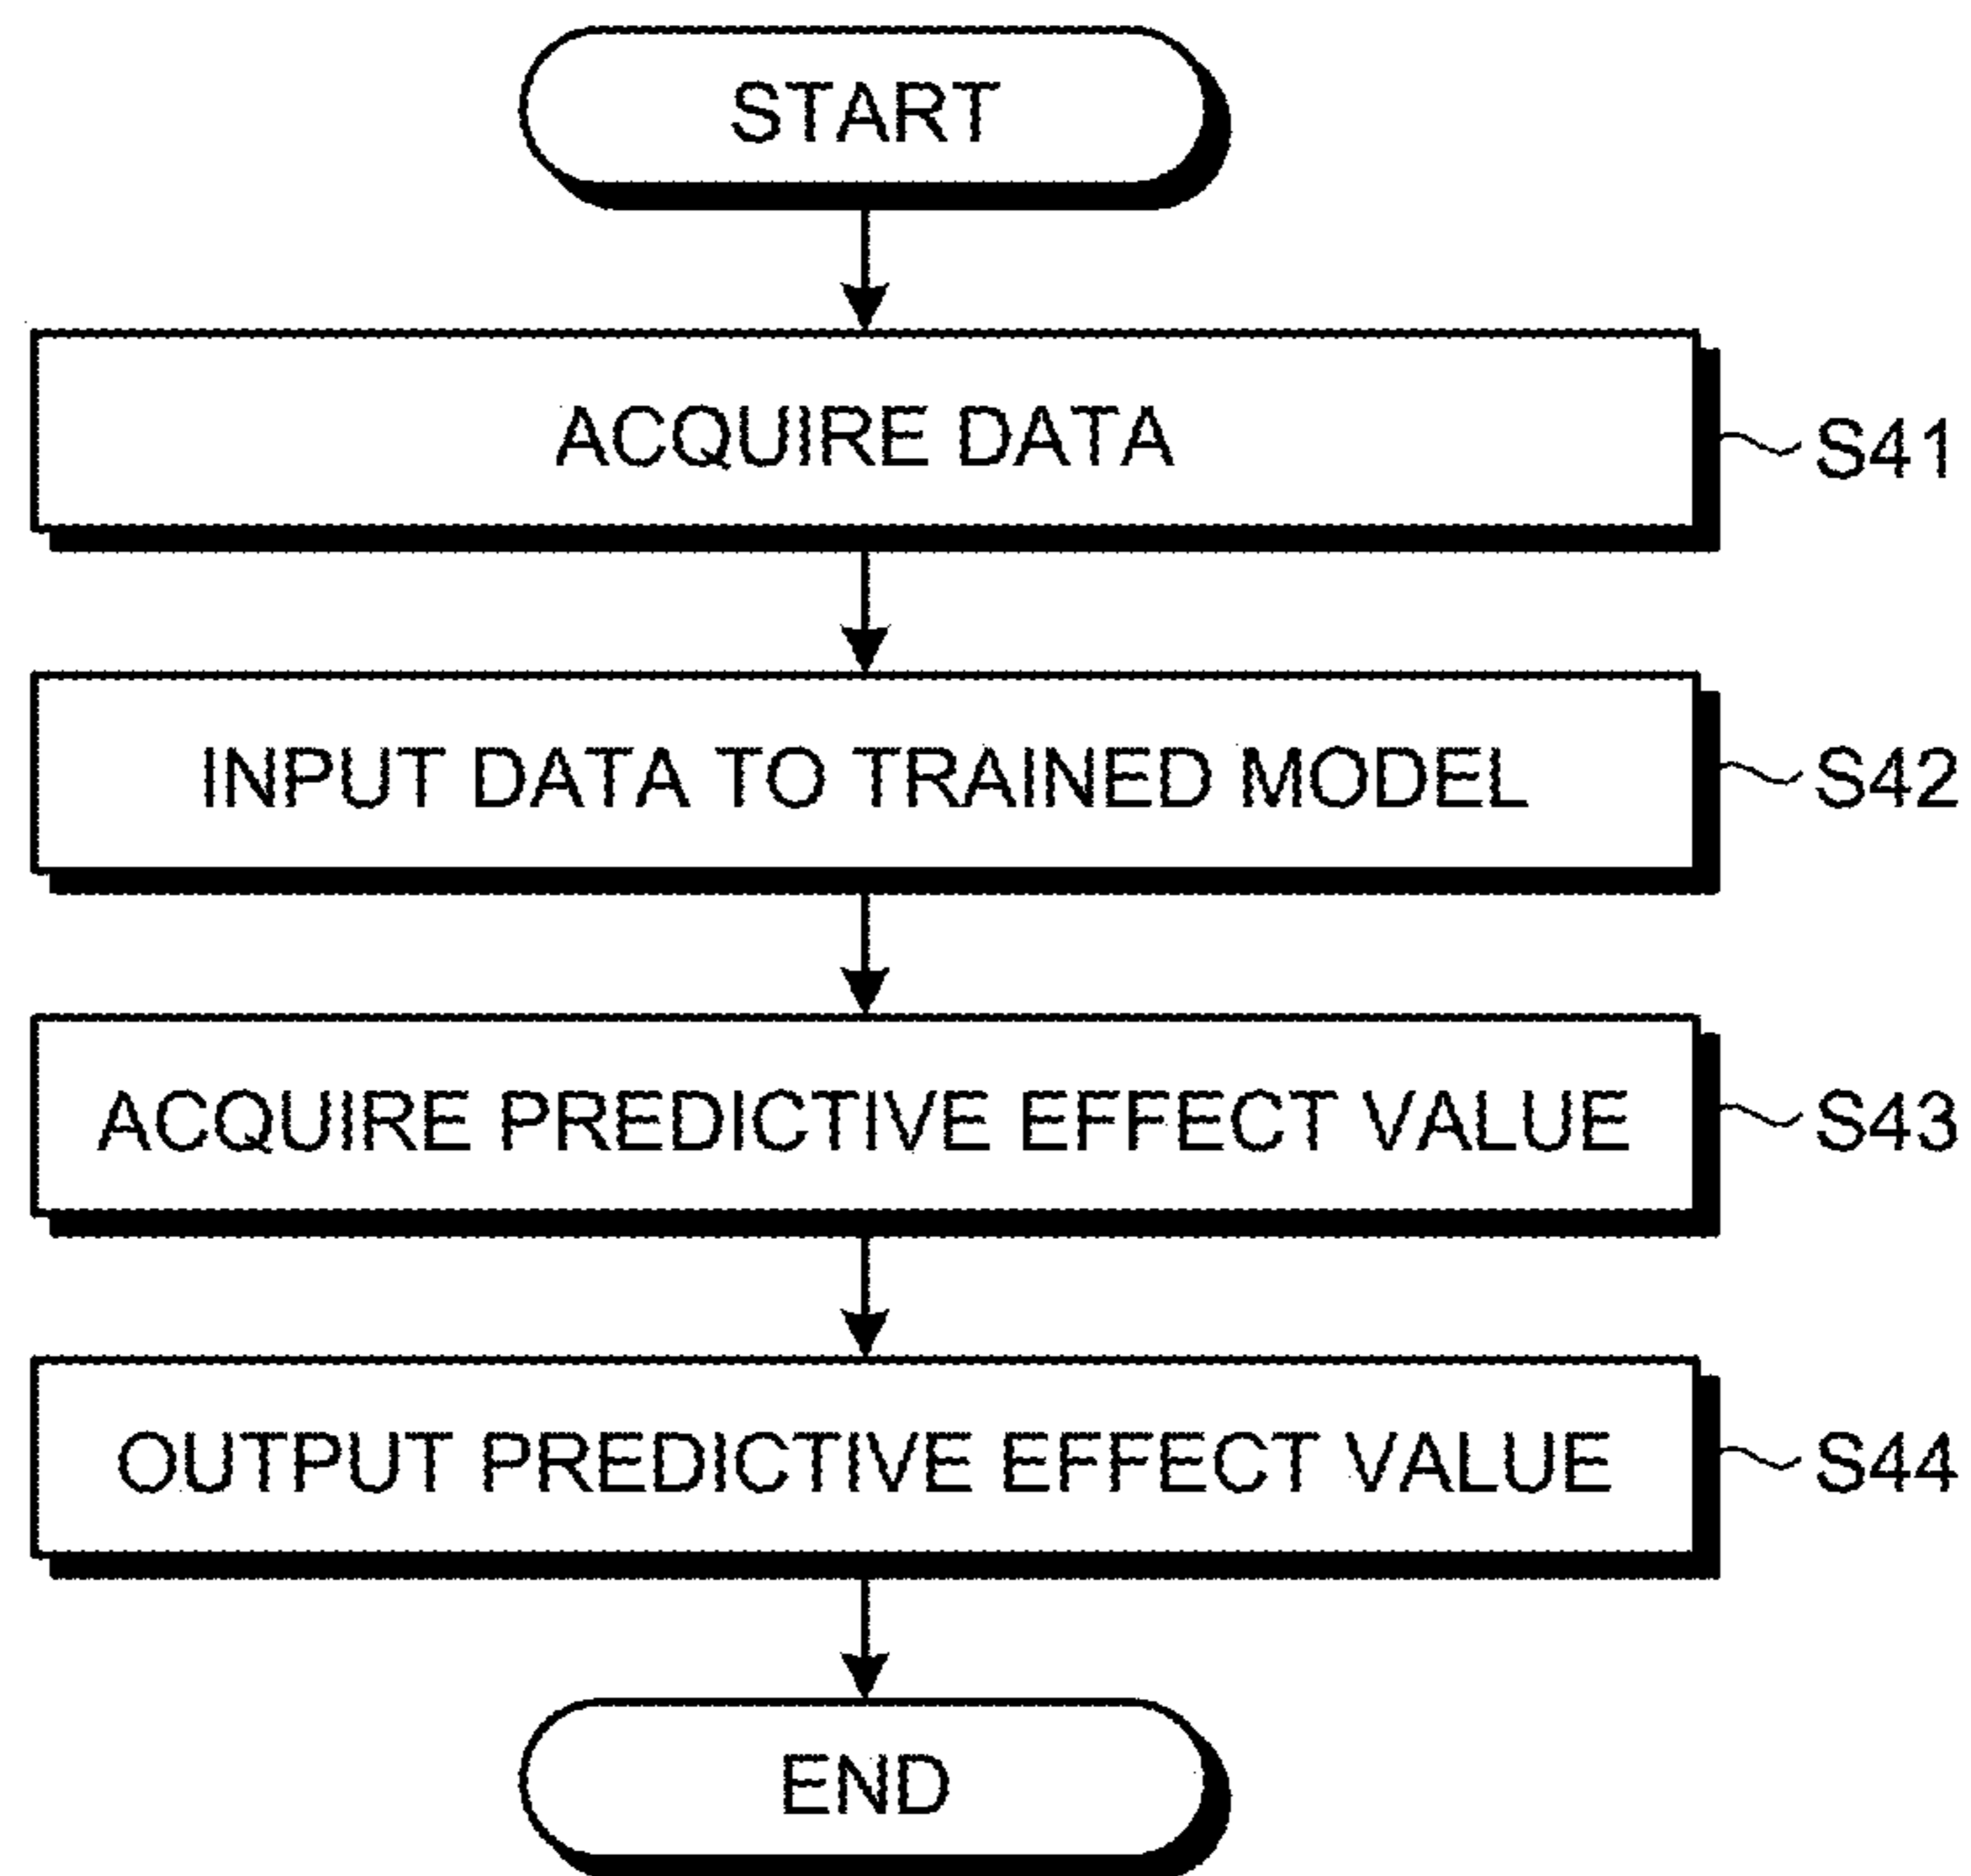 START
ACQUIRE DATA
S41
INPUT DATA TO TRAINED MODEL
S42
ACQUIRE PREDICTIVE EFFECT VALUE
S43
OUTPUT PREDICTIVE EFFECT VALUE
S44
END